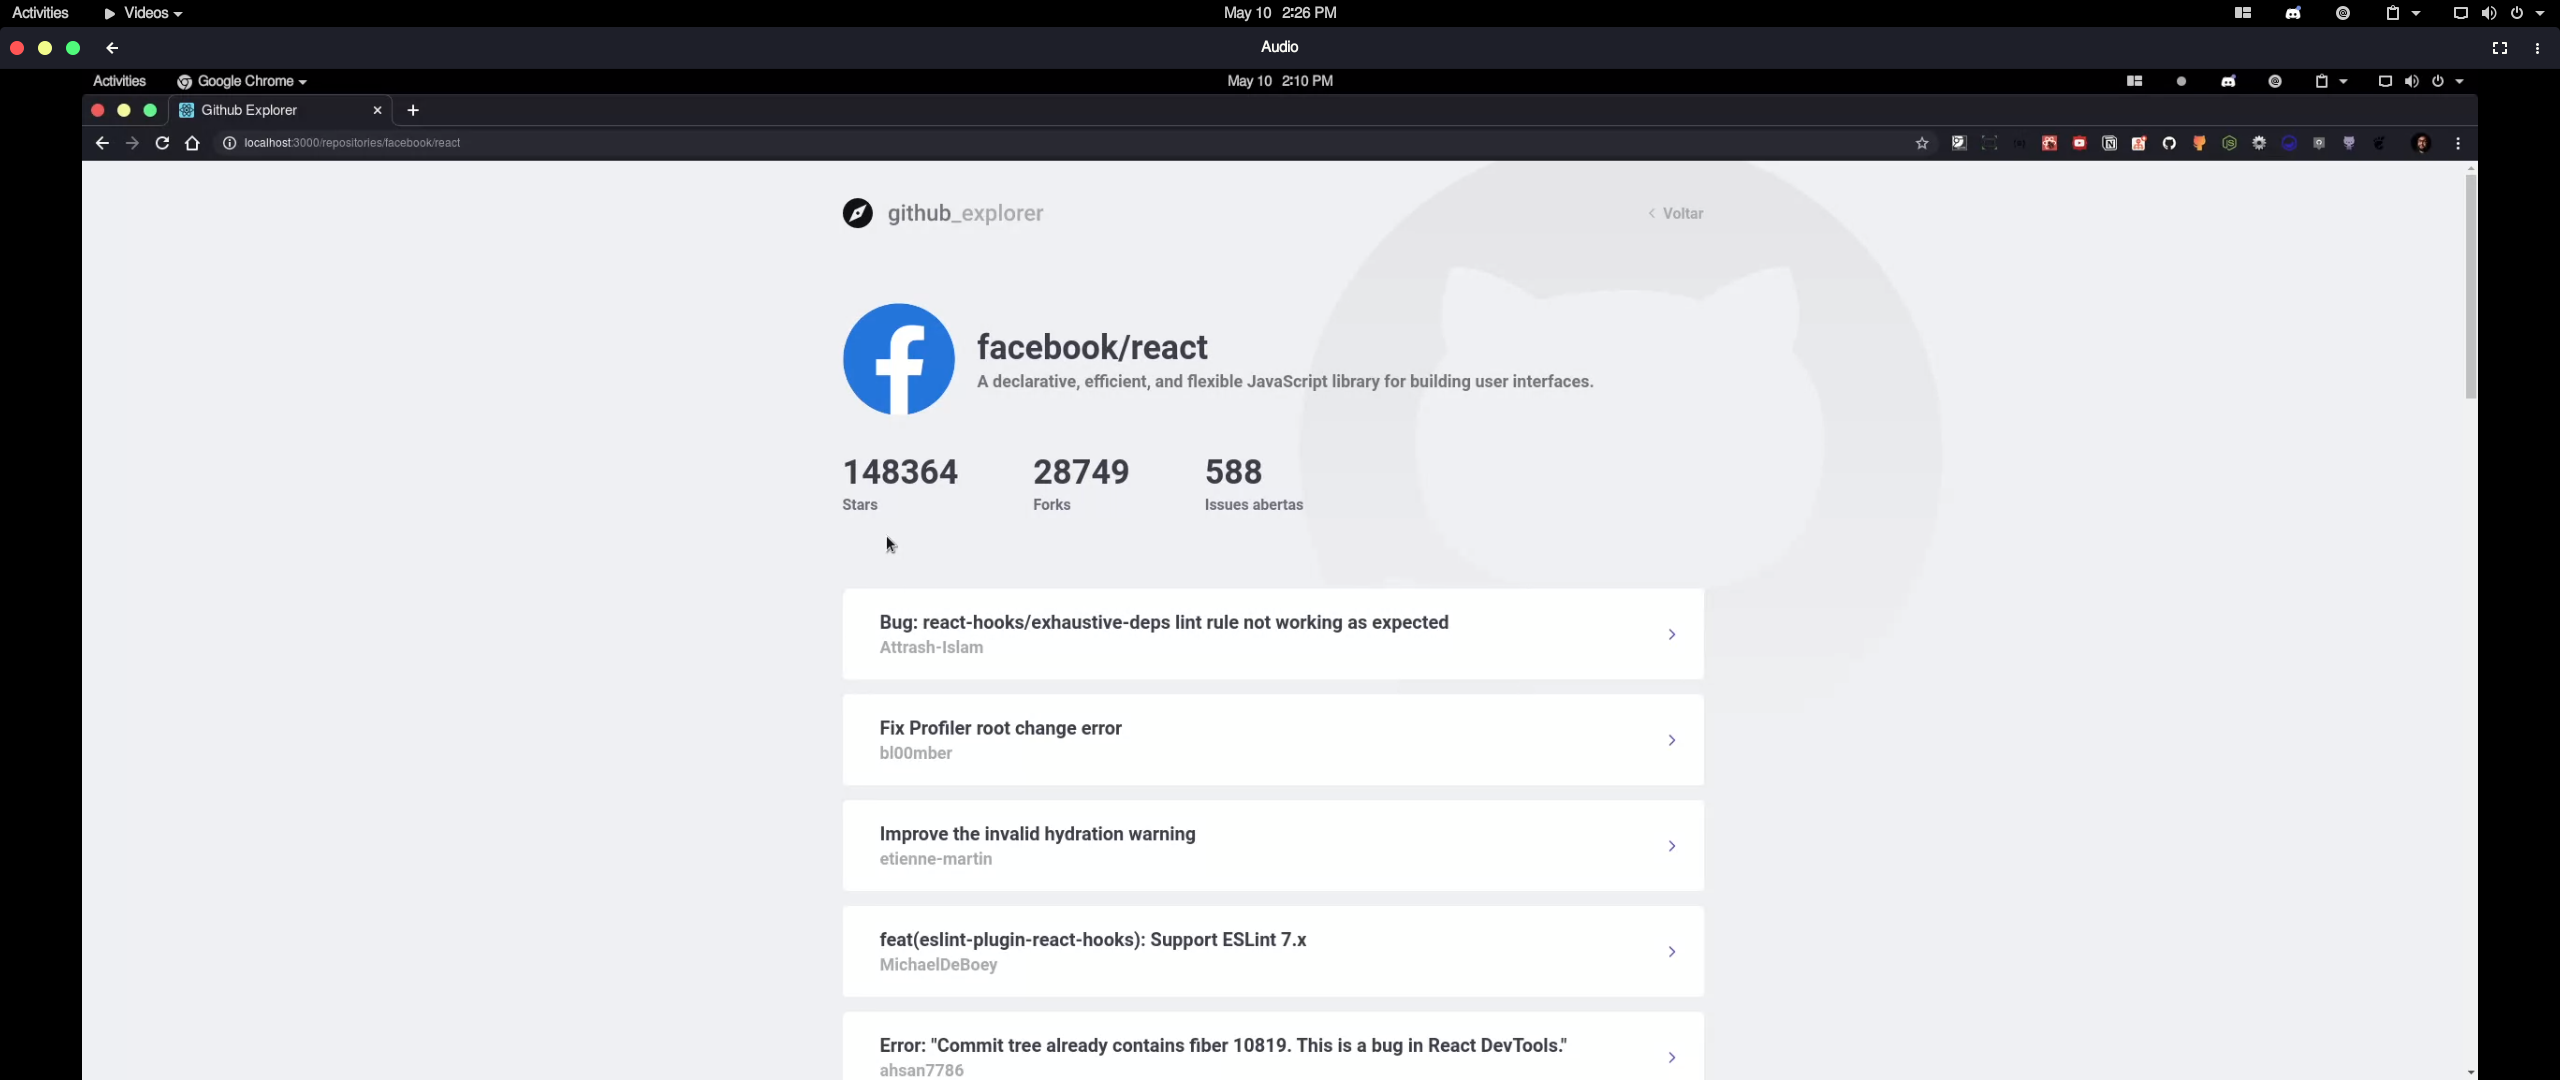 Activities Videos May 10 2:26 PM
Audio
Activities Google Chrome May 10 2:10 PM
Github Explorer
localhost:3000/repositories/facebook/react
github_explorer Voltar
facebook/react
A declarative, efficient, and flexible JavaScript library for building user interfaces.
148364 28749 588
Stars Forks Issues abertas
Bug: react-hooks/exhaustive-deps lint rule not working as expected
Attrash-Islam
Fix Profiler root change error
bl00mber
Improve the invalid hydration warning
etienne-martin
feat(eslint-plugin-react-hooks): Support ESLint 7.x
MichaelDeBoey
Error: "Commit tree already contains fiber 10819. This is a bug in React DevTools."
ahsan7786